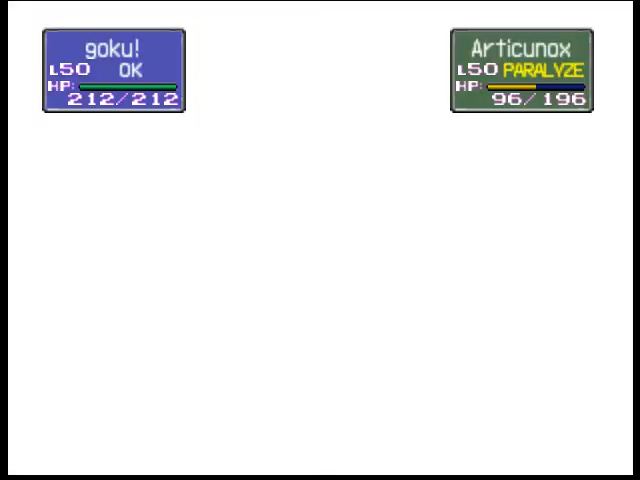 goku!
L50 OK
HP:
212/212
Articunox
L50 PARALYZE
HP:
96/196